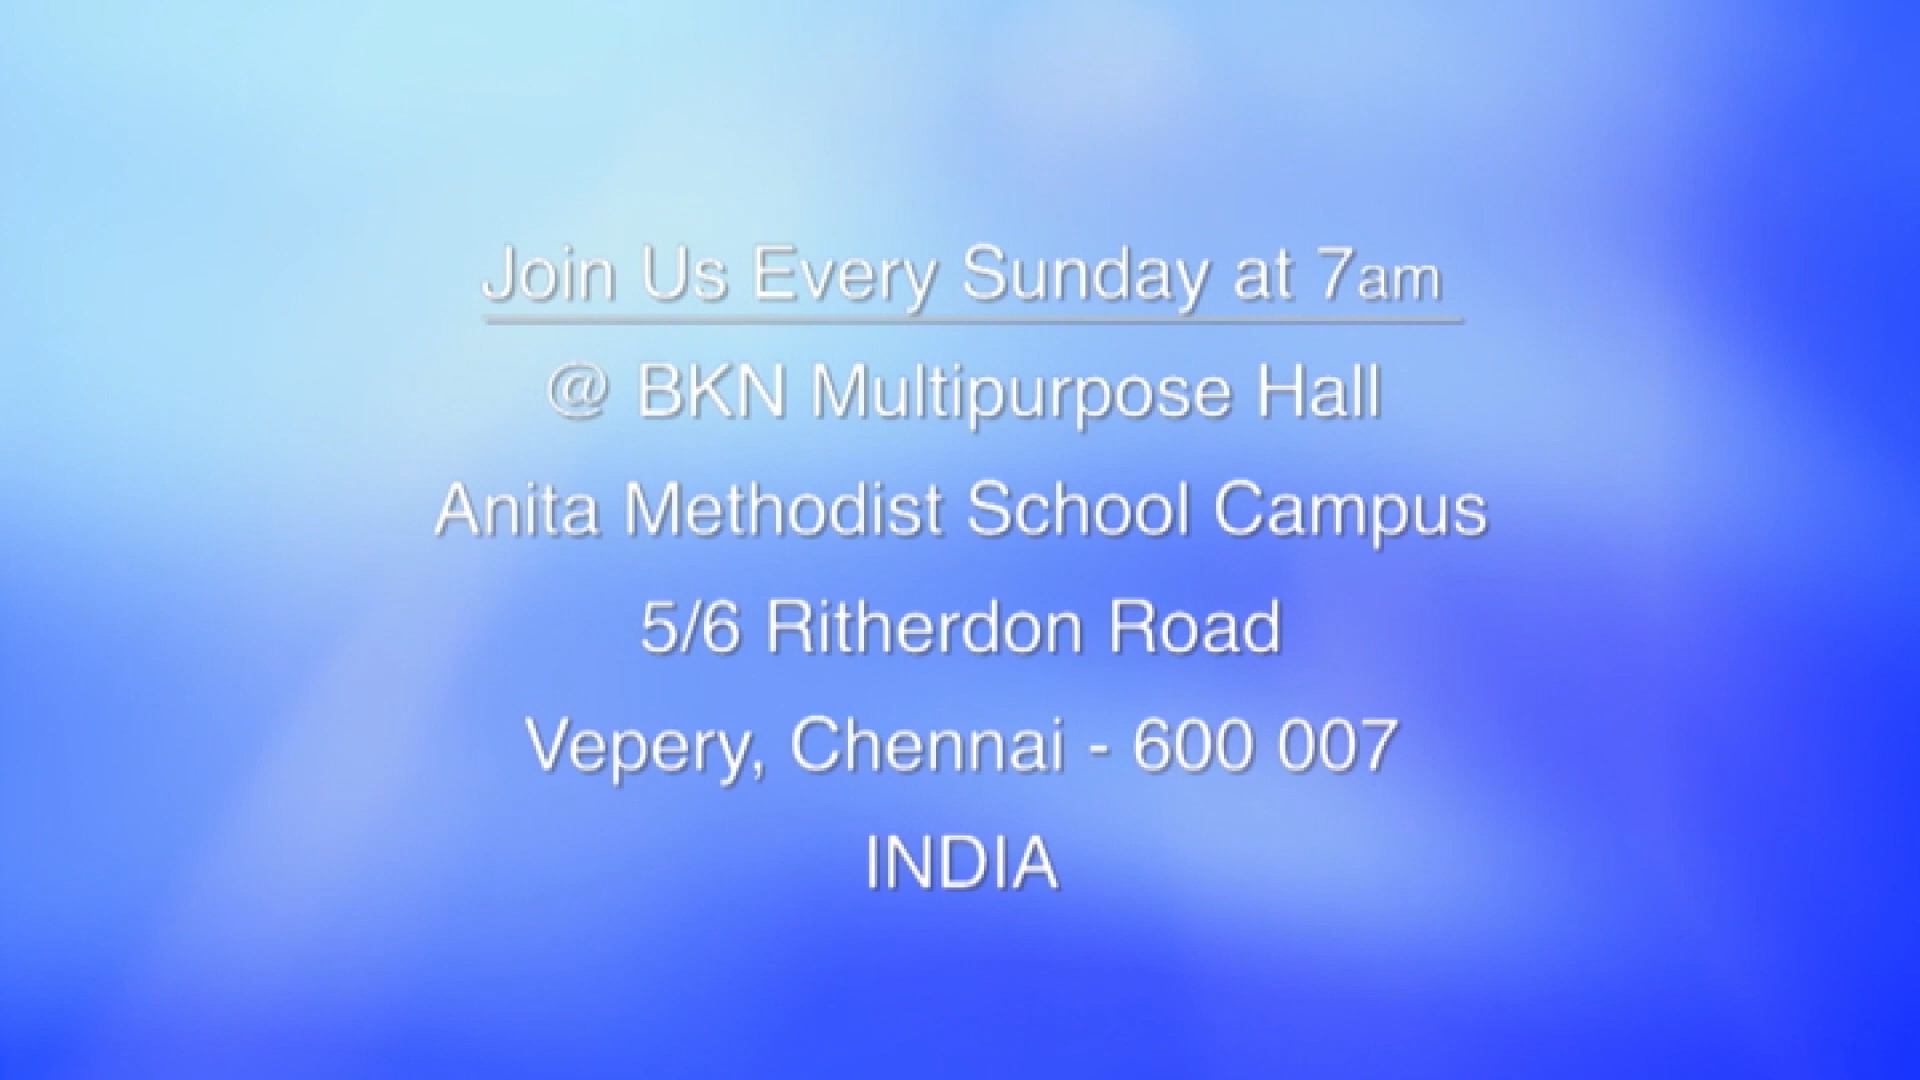 Join Us Every Sunday at 7am
@ BKN Multipurpose Hall
Anita Methodist School Campus
5/6 Ritherdon Road
Vepery, Chennai - 600 007
INDIA